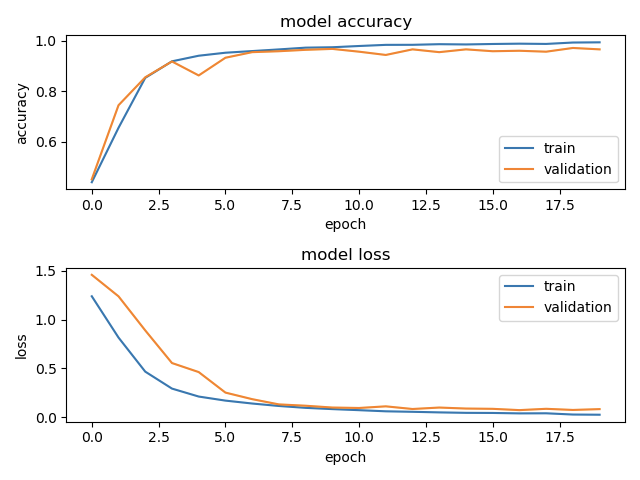 model accuracy
1.0
0.8
0.6
accuracy
train
validation
0.0 2.5 5.0 7.5 10.0 12.5 15.0 17.5
epoch
model loss
1.5
1.0
0.5
0.0
loss
train
validation
0.0 2.5 5.0 7.5 10.0 12.5 15.0 17.5
epoch